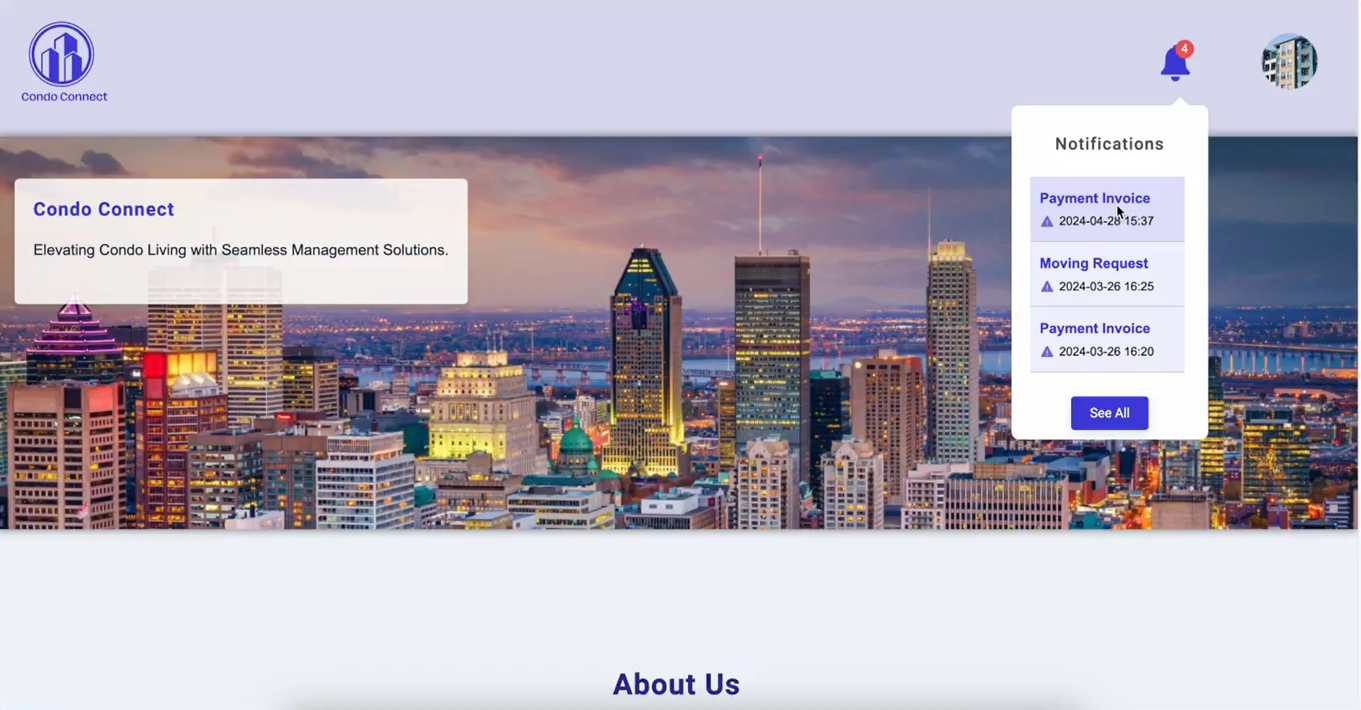 Condo Connect
4
Notifications
Payment Invoice
2024-04-28 15:37
Moving Request
2024-03-26 16:25
Payment Invoice
2024-03-26 16:20
See All
Condo Connect
Elevating Condo Living with Seamless Management Solutions.
About Us